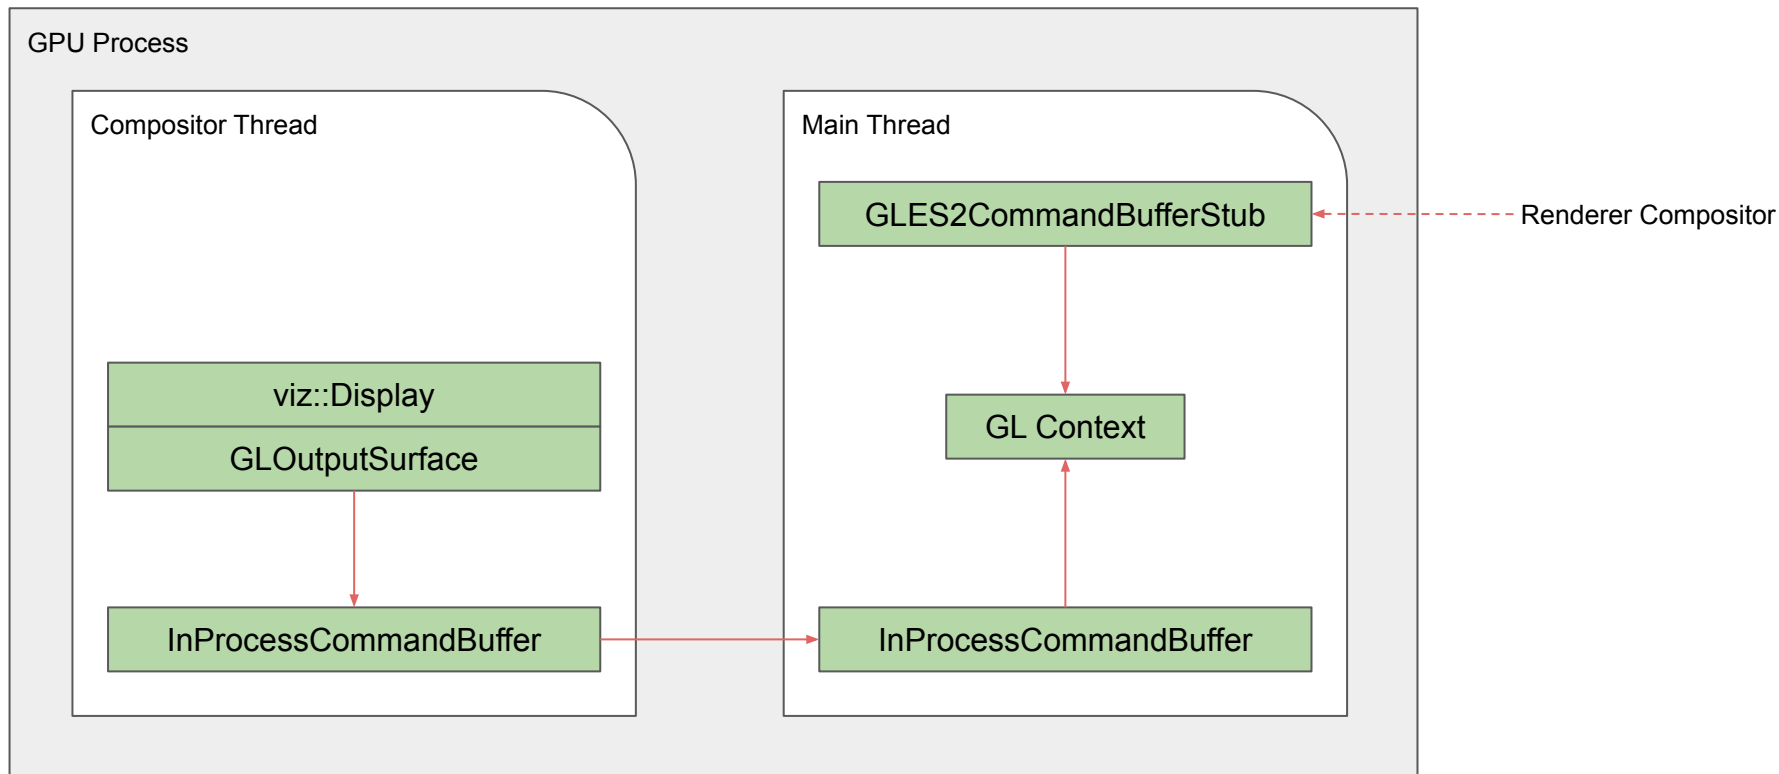 GPU Process
Compositor Thread
viz::Display
GLOutputSurface
InProcessCommandBuffer
Main Thread
GLES2CommandBufferStub
GL Context
InProcessCommandBuffer
Renderer Compositor